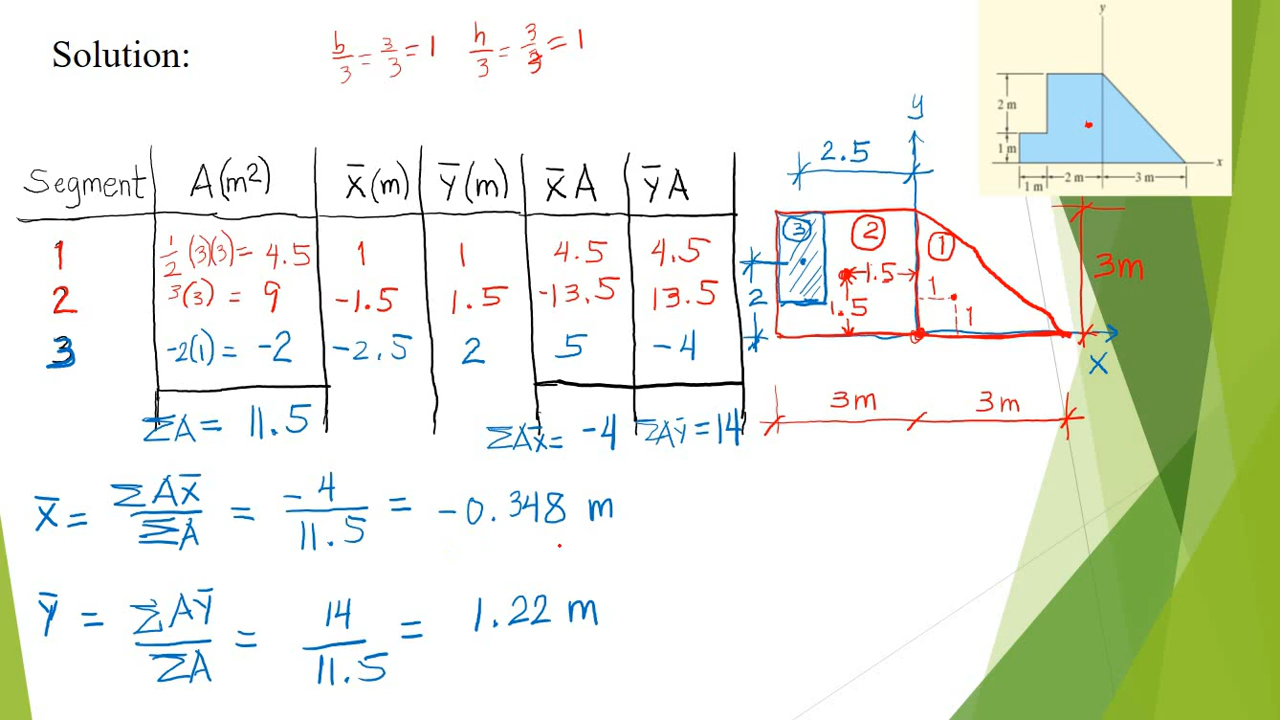 Solution:
b/3 = 3/3 = 1 h/3 = 3/3 = 1
Segment A(m²) X̄(m) Ȳ(m) X̄A ȲA
1 1/2 (3)(3) = 4.5 1 1 4.5 4.5
2 3(3) = 9 -1.5 1.5 -13.5 13.5
3 -2(1) = -2 -2.5 2 5 -4
ΣA = 11.5 ΣAX̄ = -4 ΣAȲ = 14
X̄ = ΣAX̄/ΣA = -4/11.5 = -0.348 m
Ȳ = ΣAȲ/ΣA = 14/11.5 = 1.22 m
y
2 m
1 m
x
1 m
2 m
3 m
y
2.5
3
2
1
1.5
1.5
1
1
2
3m
X
3m
3m